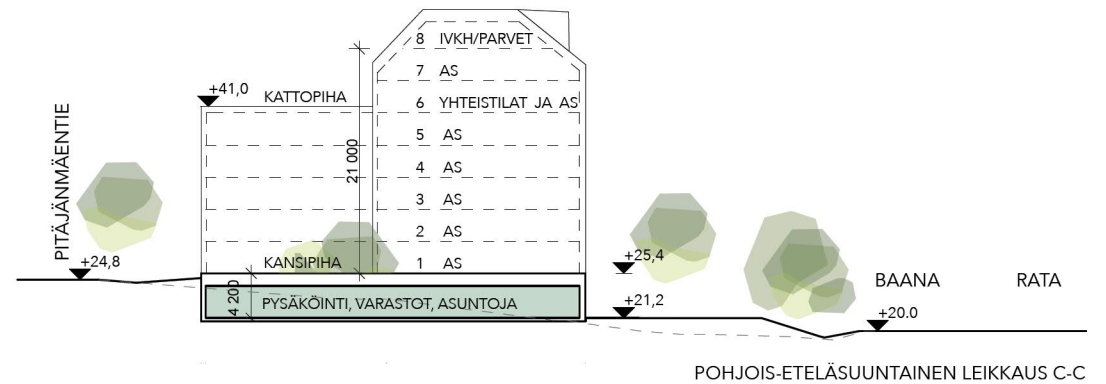 8 IVKH/PARVET
7 AS
+41,0
KATTOPIHA
6 YHTEISTILAT JA AS
5 AS
21 000
4 AS
3 AS
2 AS
PITÄJÄNMÄENTIE
+24,8
KANSIPIHA
1 AS
+25,4
4 200
PYSÄKÖINTI, VARASTOT, ASUNTOJA
+21,2
BAANA
RATA
+20.0
POHJOIS-ETELÄSUUNTAINEN LEIKKAUS C-C